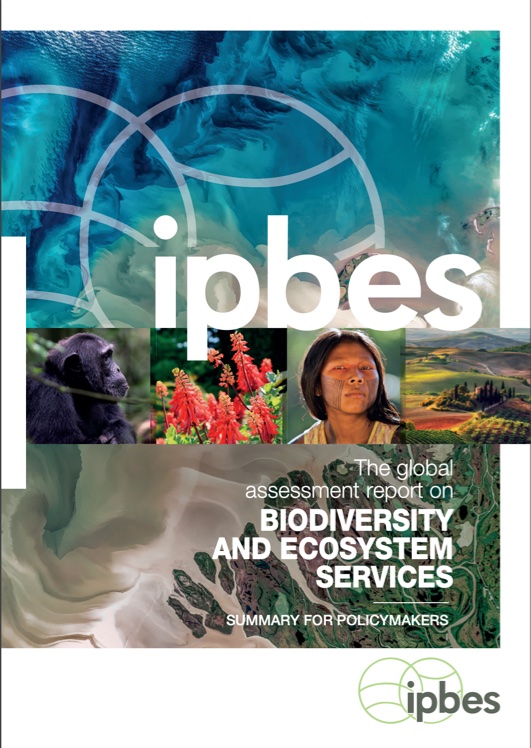 ipbes
The global
assessment report on
BIODIVERSITY
AND ECOSYSTEM
SERVICES
SUMMARY FOR POLICYMAKERS
ipbes